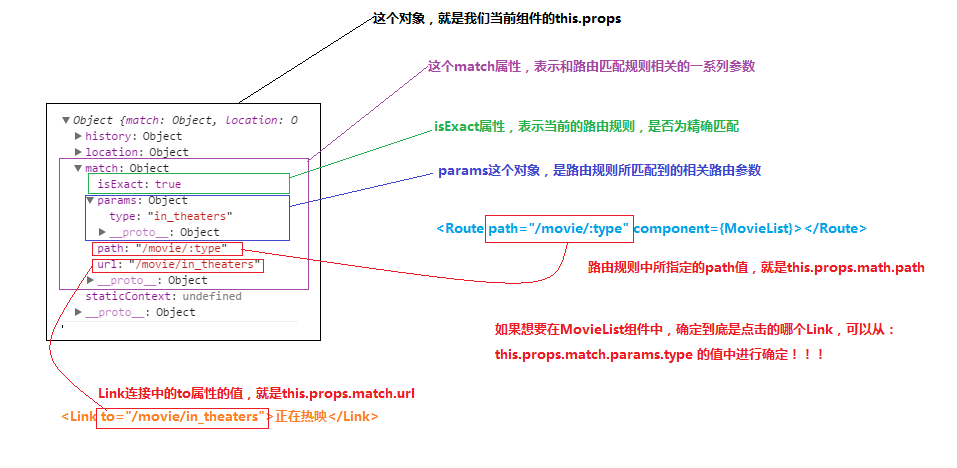 这个对象，就是我们当前组件的this.props
这个match属性，表示和路由匹配规则相关的一系列参数
▼Object {match: Object, location: O
▶history: Object
▶location: Object
▼match: Object
isExact: true
▼params: Object
type: "in_theaters"
▶__proto__: Object
path: "/movie/:type"
url: "/movie/in_theaters"
▶__proto__: Object
staticContext: undefined
▶__proto__: Object
isExact属性，表示当前的路由规则，是否为精确匹配
params这个对象，是路由规则所匹配到的相关路由参数
<Route path="/movie/:type" component={MovieList}></Route>
路由规则中所指定的path值，就是this.props.math.path
如果想要在MovieList组件中，确定到底是点击的哪个Link，可以从：
this.props.match.params.type 的值中进行确定！！！
Link连接中的to属性的值，就是this.props.match.url
<Link to="/movie/in_theaters">正在热映</Link>